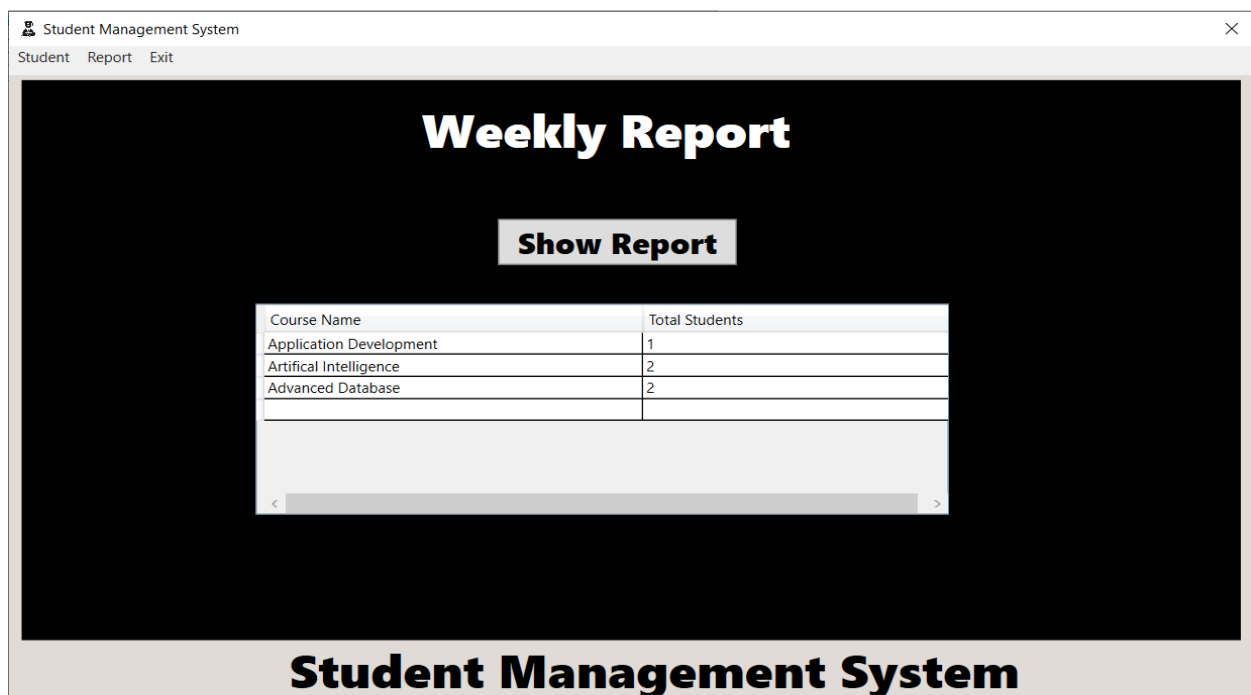 Student Management System
Student Report Exit
Weekly Report
Show Report
Course Name Total Students
Application Development 1
Artifical Intelligence 2
Advanced Database 2
Student Management System